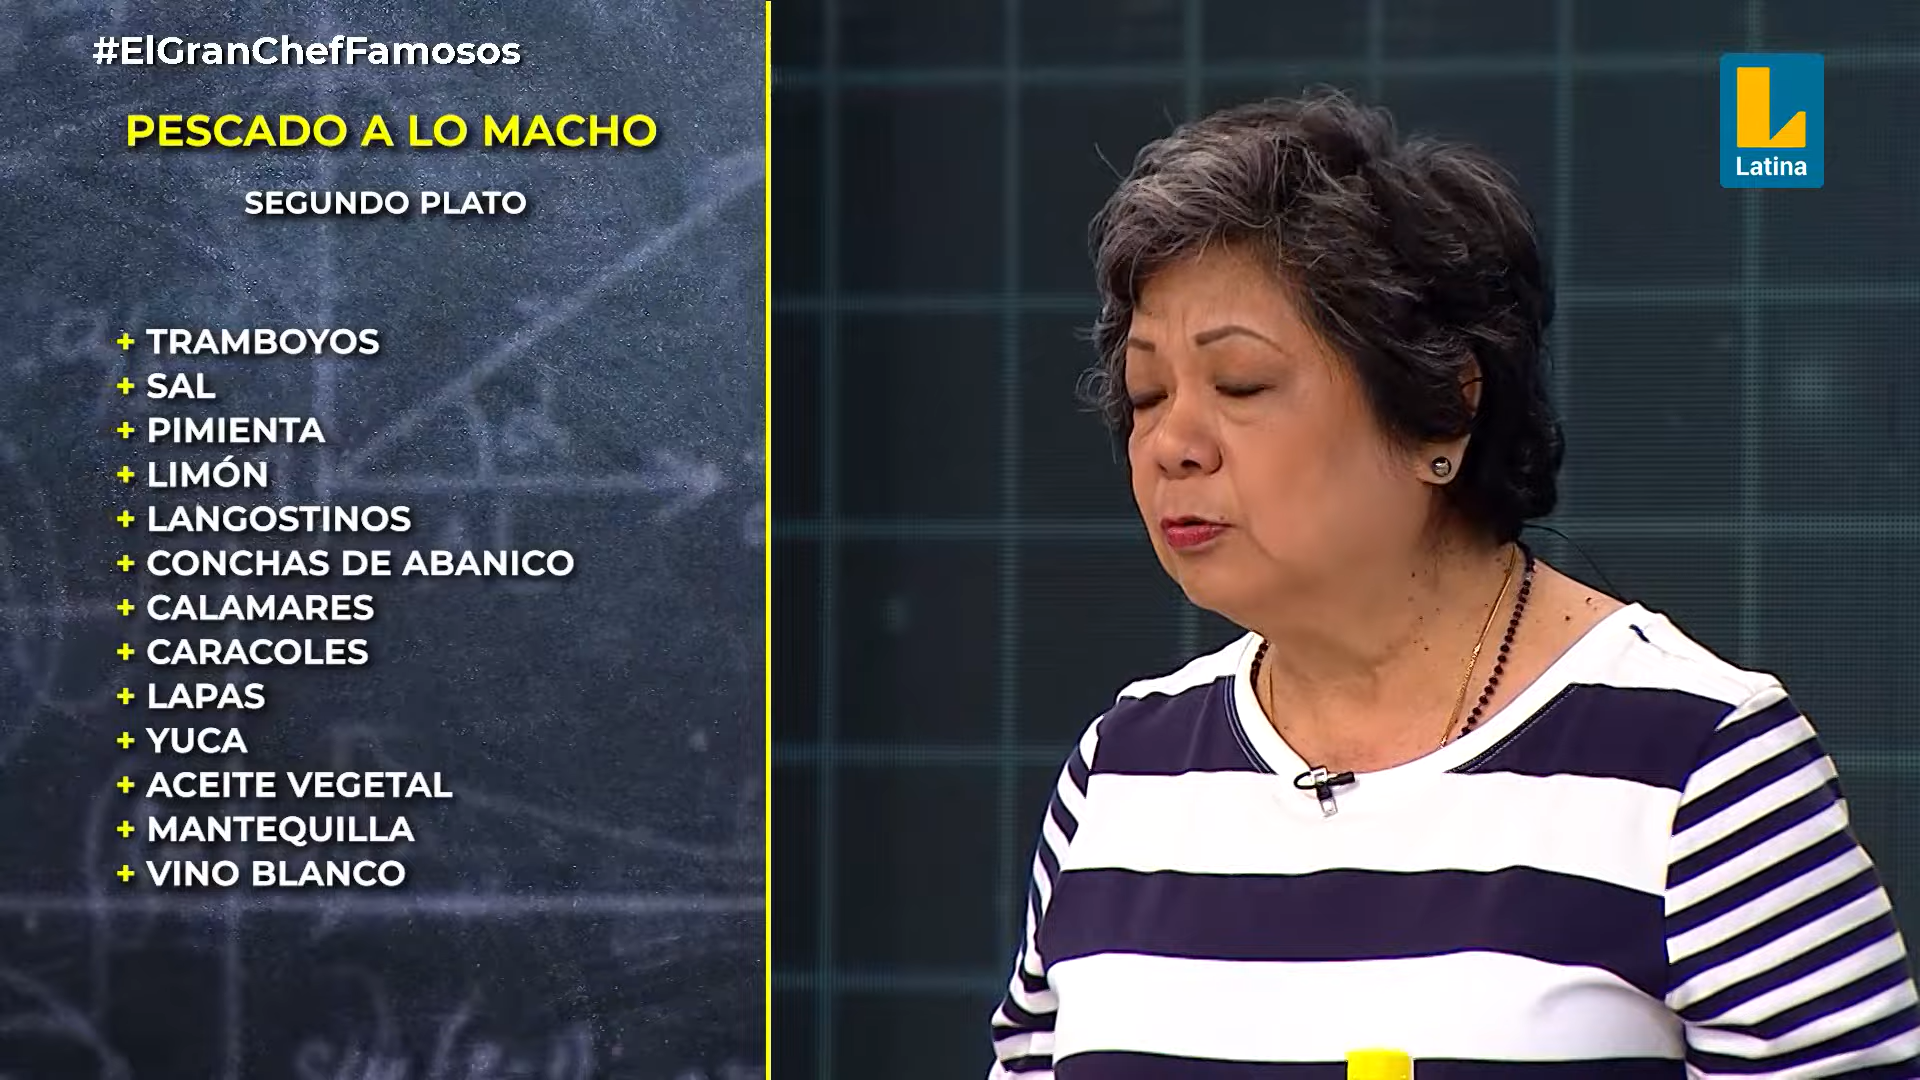 #ElGranChefFamosos
PESCADO A LO MACHO
SEGUNDO PLATO
+ TRAMBOYOS
+ SAL
+ PIMIENTA
+ LIMÓN
+ LANGOSTINOS
+ CONCHAS DE ABANICO
+ CALAMARES
+ CARACOLES
+ LAPAS
+ YUCA
+ ACEITE VEGETAL
+ MANTEQUILLA
+ VINO BLANCO
Latina